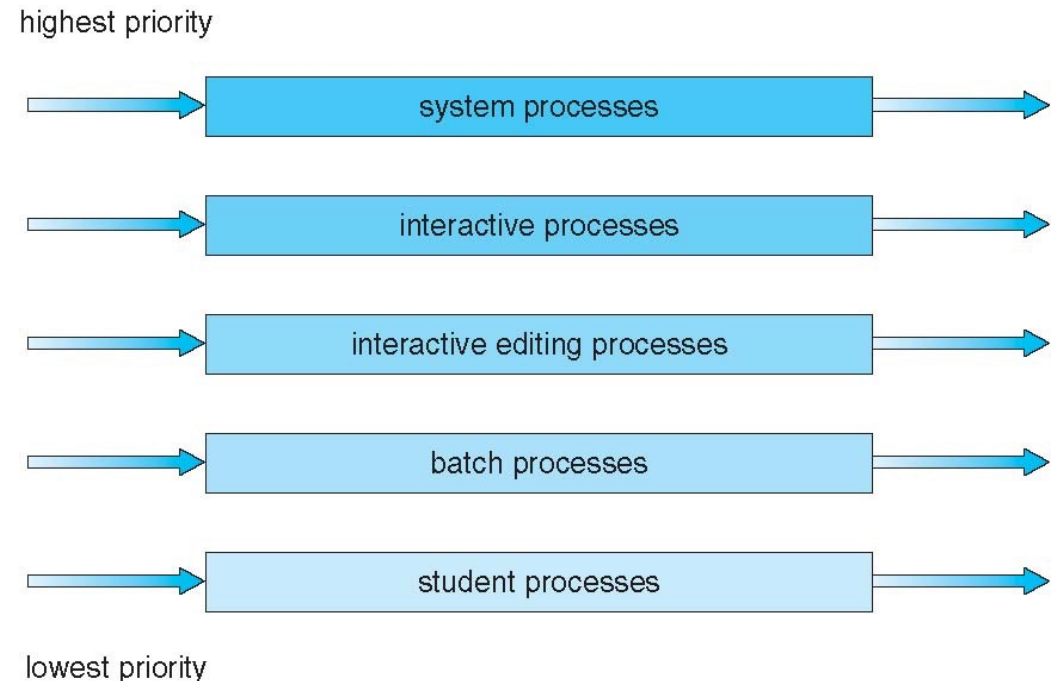 highest priority
system processes
interactive processes
interactive editing processes
batch processes
student processes
lowest priority